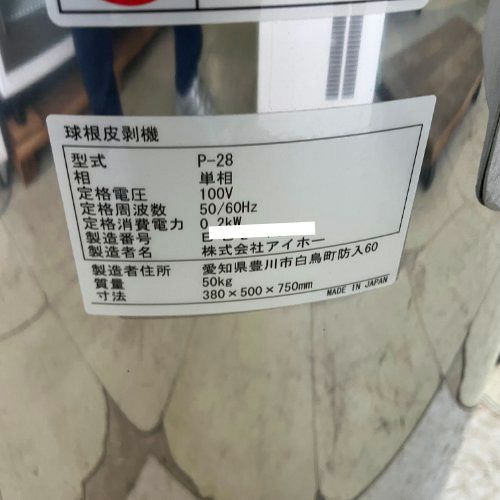 球根皮剥機
型式 P-28
相 単相
定格電圧 100V
定格周波数 50/60Hz
定格消費電力 0.2kW
製造番号
製造者名 株式会社アイホー
製造者住所 愛知県豊川市白鳥町防入60
質量 50kg
寸法 380×500×750mm
MADE IN JAPAN